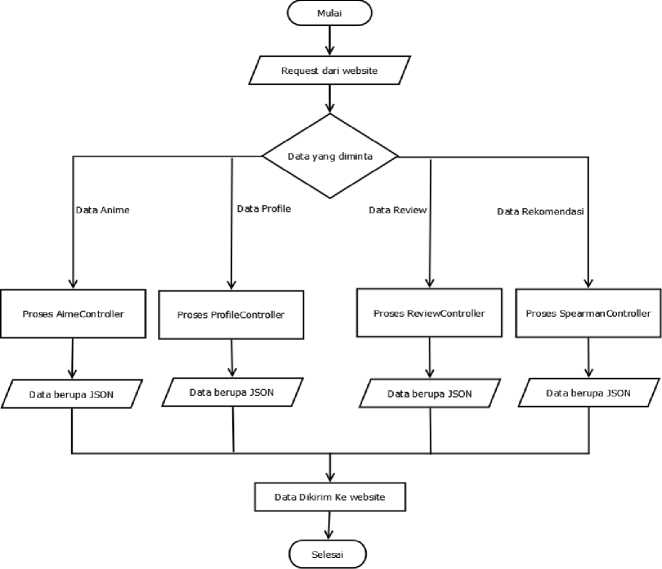 Mulai
Request dari website
Data yang diminta
Data Anime
Data Profile
Data Review
Data Rekomendasi
Proses AimeController
Proses ProfileController
Proses ReviewController
Proses SpearmanController
Data berupa JSON
Data berupa JSON
Data berupa JSON
Data berupa JSON
Data Dikirim Ke website
Selesai